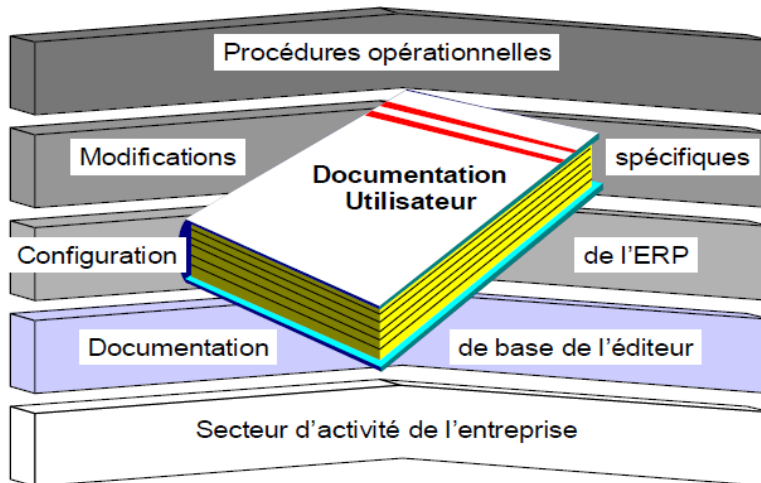 Procédures opérationnelles
Modifications spécifiques
Documentation
Utilisateur
Configuration de l'ERP
Documentation de base de l'éditeur
Secteur d'activité de l'entreprise